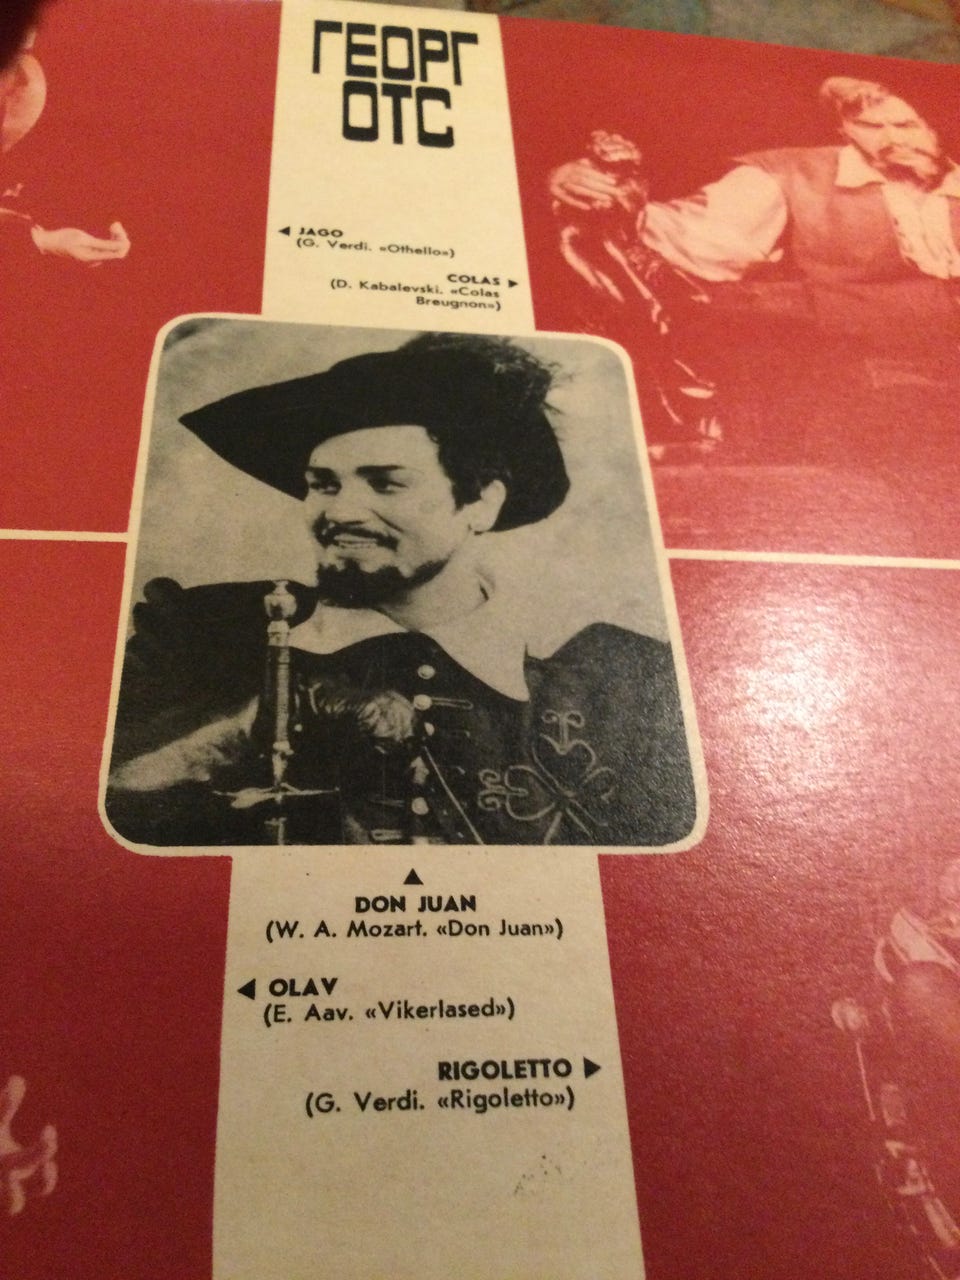 ГЕОРГ
ОТС
◄ JAGO
(G. Verdi. «Othello»)
COLAS ►
(D. Kabalevski. «Colas
Breugnon»)
▲
DON JUAN
(W. A. Mozart. «Don Juan»)
◄ OLAV
(E. Aav. «Vikerlased»)
RIGOLETTO ►
(G. Verdi. «Rigoletto»)